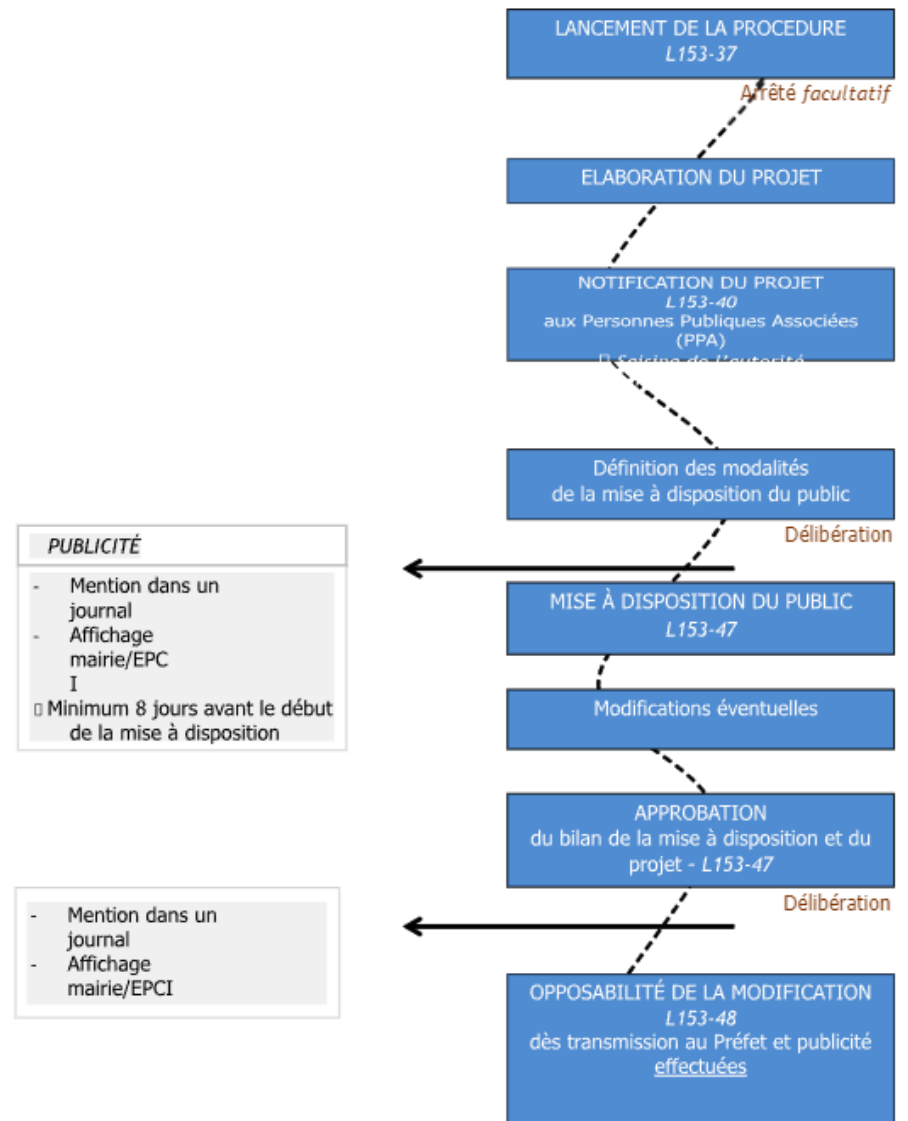 LANCEMENT DE LA PROCEDURE
L153-37
Arrêté facultatif
ELABORATION DU PROJET
NOTIFICATION DU PROJET
L153-40
aux Personnes Publiques Associées
(PPA)
Saisine de l'autorité
Définition des modalités
de la mise à disposition du public
Délibération
PUBLICITÉ
- Mention dans un
journal
- Affichage
mairie/EPC
I
▯ Minimum 8 jours avant le début
de la mise à disposition
MISE À DISPOSITION DU PUBLIC
L153-47
Modifications éventuelles
APPROBATION
du bilan de la mise à disposition et du
projet - L153-47
Délibération
- Mention dans un
journal
- Affichage
mairie/EPCI
OPPOSABILITÉ DE LA MODIFICATION
L153-48
dès transmission au Préfet et publicité
effectuées